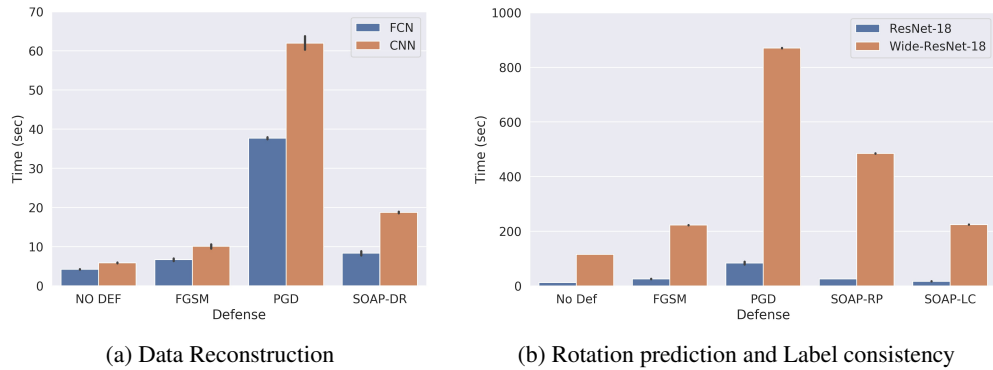 70
60
50
40
30
20
10
0
Time (sec)
FCN
CNN
NO DEF FGSM PGD SOAP-DR
Defense
(a) Data Reconstruction
1000
800
600
400
200
0
Time (sec)
ResNet-18
Wide-ResNet-18
No Def FGSM PGD SOAP-RP SOAP-LC
Defense
(b) Rotation prediction and Label consistency